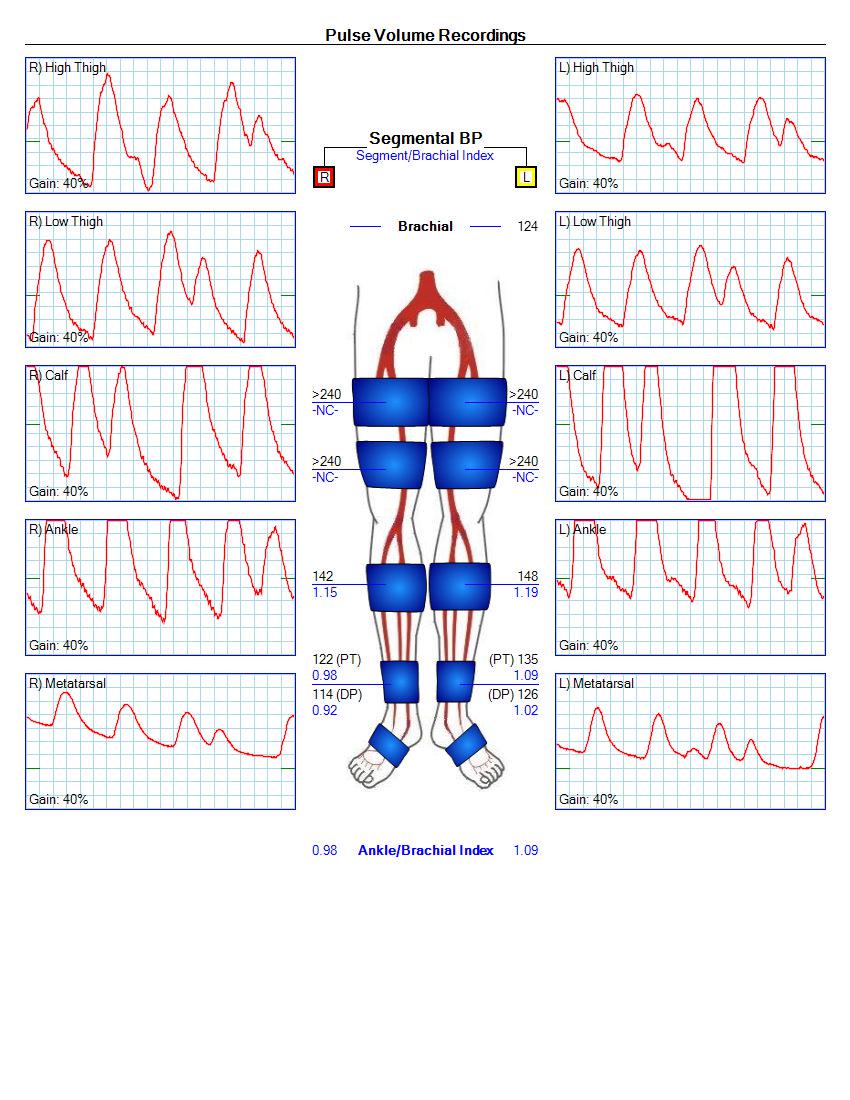 Pulse Volume Recordings
R) High Thigh
Gain: 40%
L) High Thigh
Gain: 40%
Segmental BP
Segment/Brachial Index
R
L
Brachial 124
R) Low Thigh
Gain: 40%
L) Low Thigh
Gain: 40%
R) Calf
Gain: 40%
>240
-NC-
>240
-NC-
L) Calf
Gain: 40%
>240
-NC-
>240
-NC-
R) Ankle
Gain: 40%
142
1.15
148
1.19
L) Ankle
Gain: 40%
122 (PT)
0.98
114 (DP)
0.92
(PT) 135
1.09
(DP) 126
1.02
R) Metatarsal
Gain: 40%
L) Metatarsal
Gain: 40%
0.98 Ankle/Brachial Index 1.09